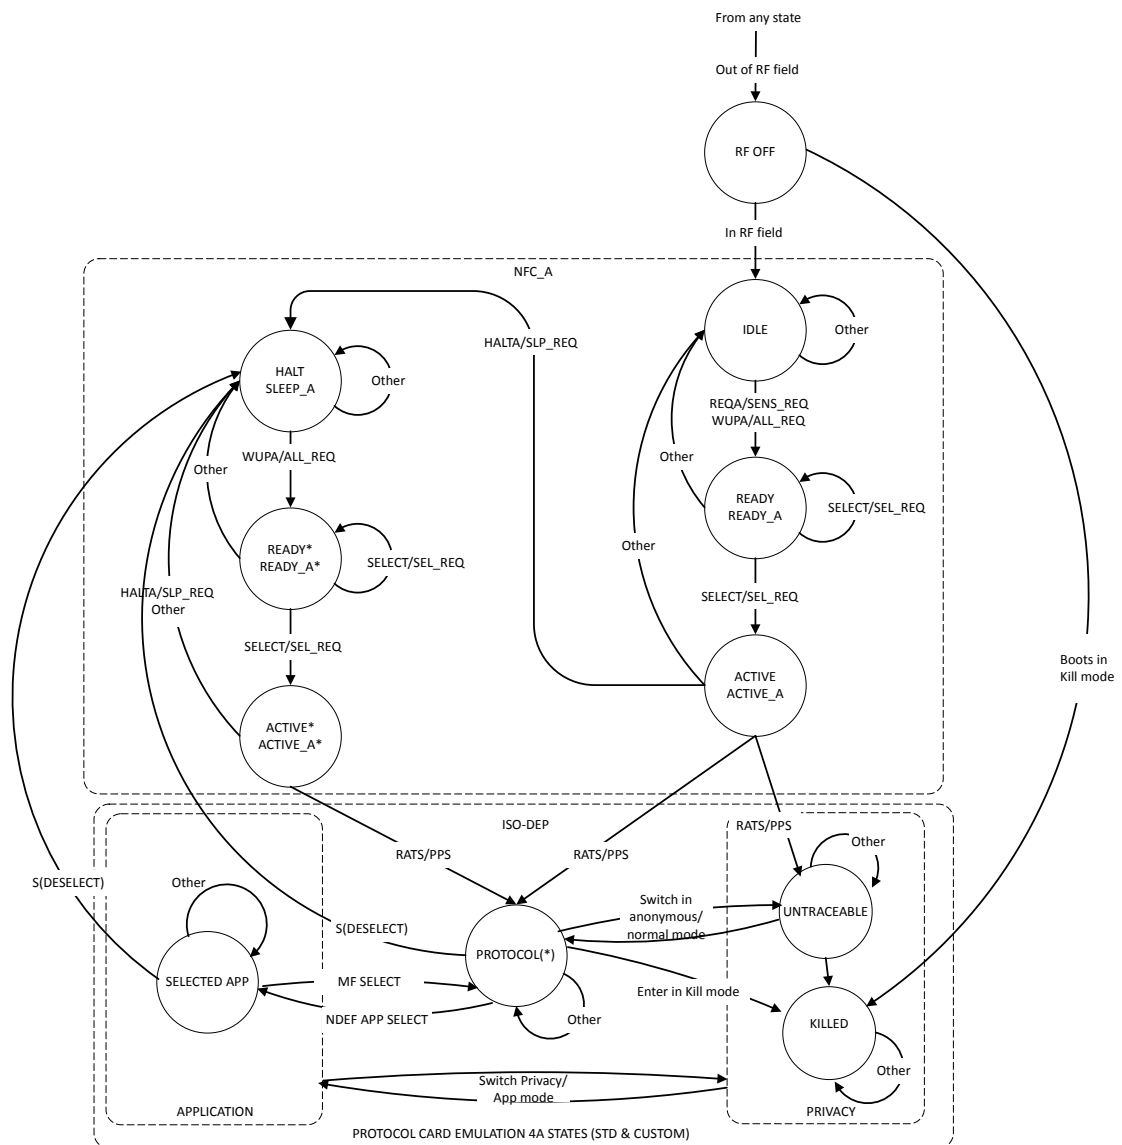 From any state
Out of RF field
RF OFF
In RF field
NFC_A
IDLE
Other
HALTA/SLP_REQ
HALT
SLEEP_A
Other
REQA/SENS_REQ
WUPA/ALL_REQ
WUPA/ALL_REQ
Other
Other
READY
READY_A
SELECT/SEL_REQ
READY*
READY_A*
SELECT/SEL_REQ
Other
HALTA/SLP_REQ
Other
SELECT/SEL_REQ
SELECT/SEL_REQ
Boots in
Kill mode
ACTIVE
ACTIVE_A
ACTIVE*
ACTIVE_A*
ISO-DEP
RATS/PPS
RATS/PPS
RATS/PPS
Other
S(DESELECT)
Other
Switch in
anonymous/
normal mode
UNTRACEABLE
S(DESELECT)
PROTOCOL(*)
SELECTED APP
MF SELECT
Enter in Kill mode
NDEF APP SELECT
Other
KILLED
Other
Switch Privacy/
App mode
APPLICATION
PRIVACY
PROTOCOL CARD EMULATION 4A STATES (STD & CUSTOM)